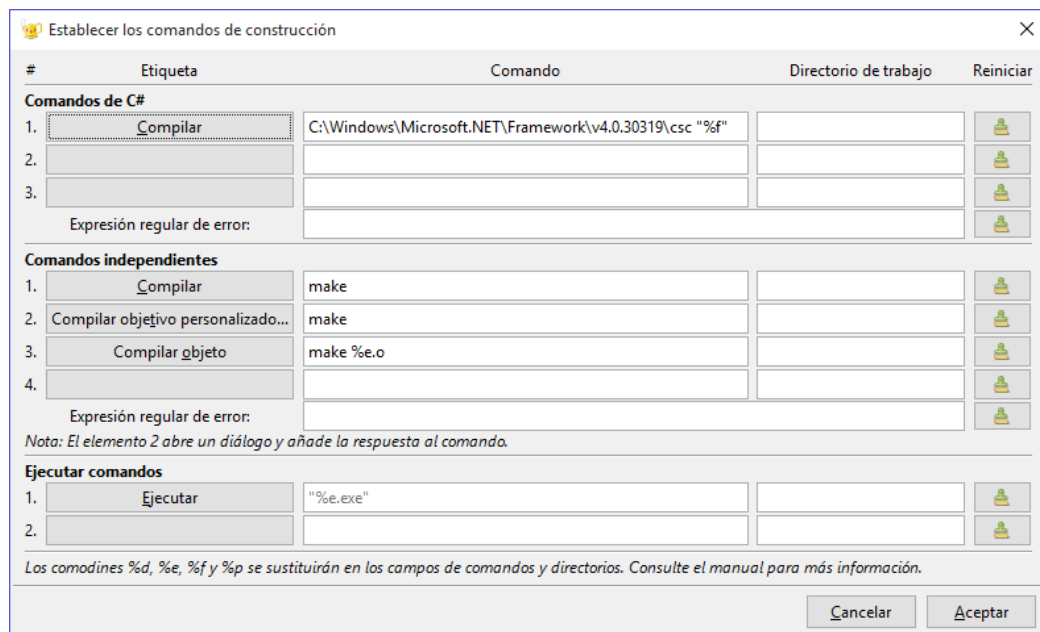 Establecer los comandos de construcción
# Etiqueta Comando Directorio de trabajo Reiniciar
Comandos de C#
1. Compilar C:\Windows\Microsoft.NET\Framework\v4.0.30319\csc "%f"
2.
3.
Expresión regular de error:
Comandos independientes
1. Compilar make
2. Compilar objetivo personalizado... make
3. Compilar objeto make %e.o
4.
Expresión regular de error:
Nota: El elemento 2 abre un diálogo y añade la respuesta al comando.
Ejecutar comandos
1. Ejecutar "%e.exe"
2.
Los comodines %d, %e, %f y %p se sustituirán en los campos de comandos y directorios. Consulte el manual para más información.
Cancelar Aceptar